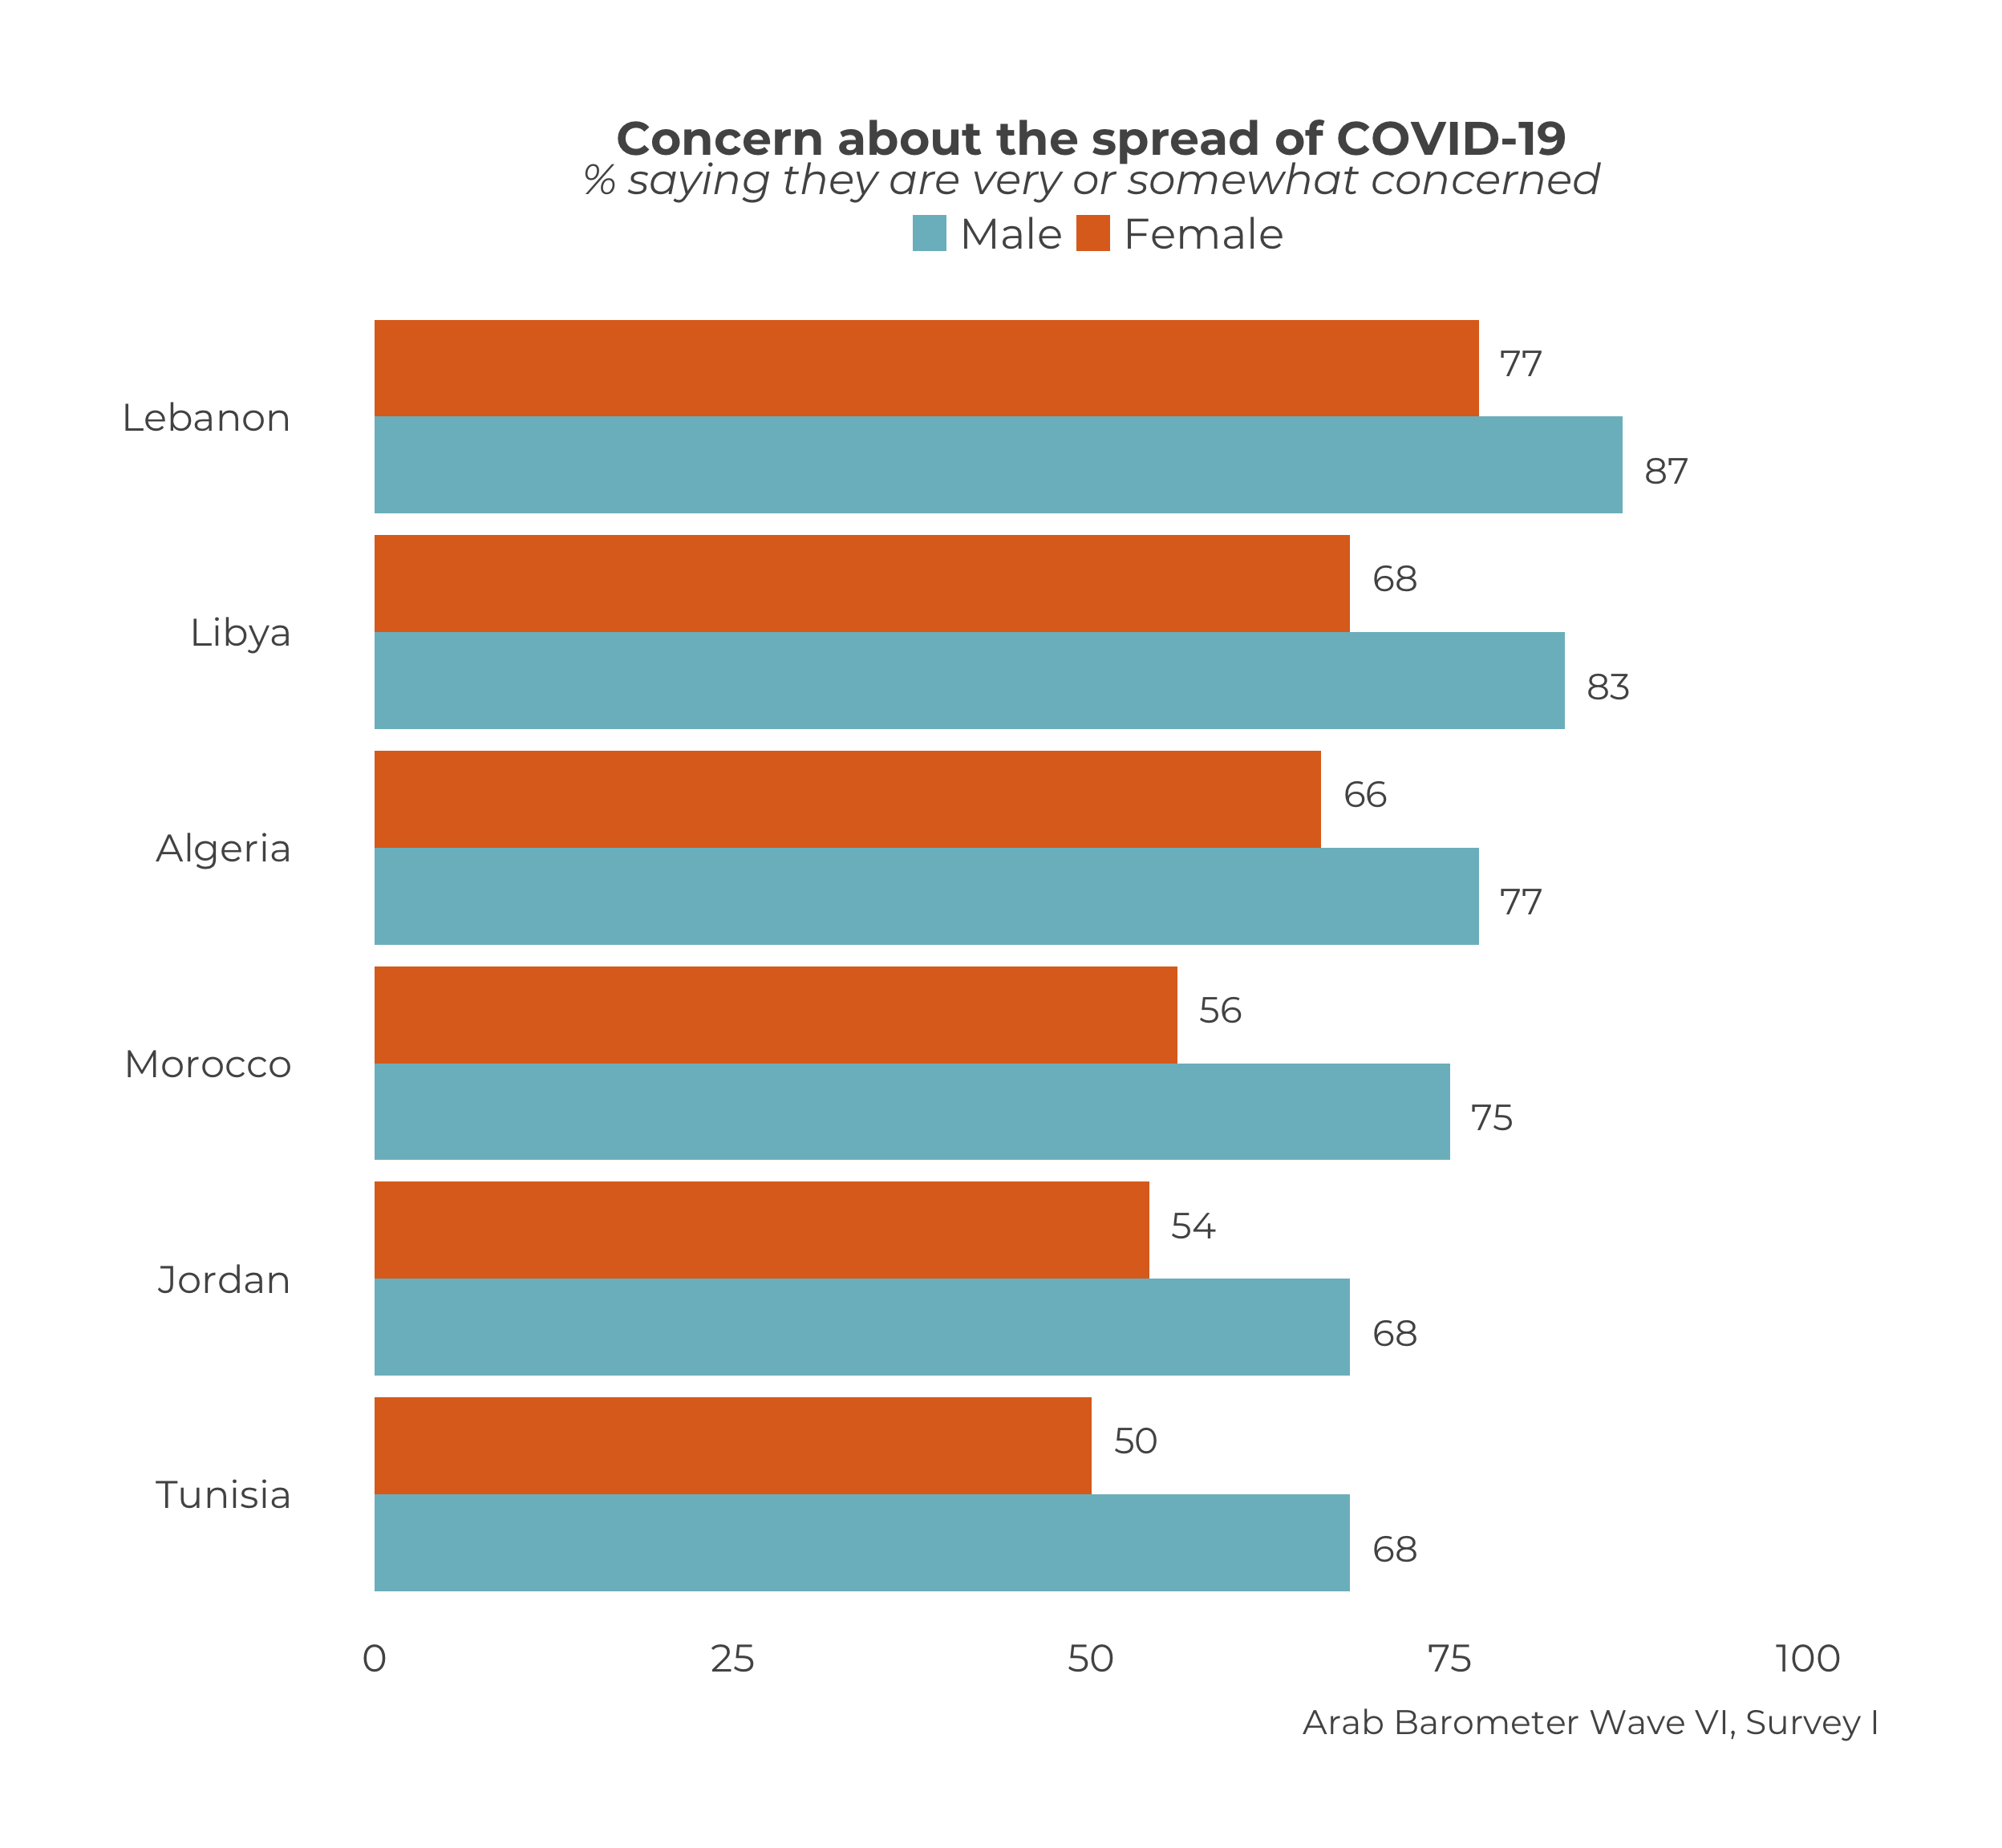 Concern about the spread of COVID-19
% saying they are very or somewhat concerned
Male Female
77
Lebanon
87
68
Libya
83
66
Algeria
77
56
Morocco
75
54
Jordan
68
50
Tunisia
68
0 25 50 75 100
Arab Barometer Wave VI, Survey I